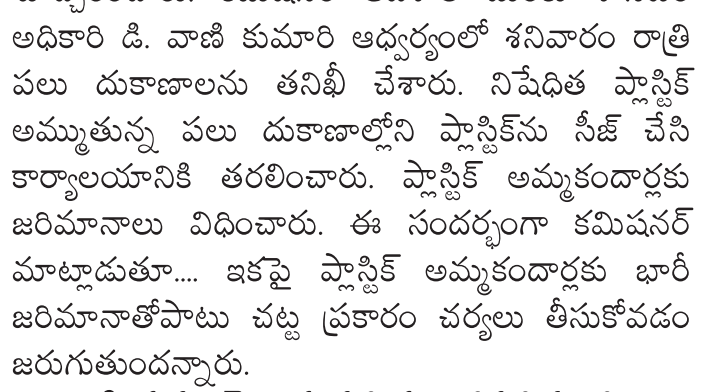 అధికారి డి. వాణి కుమారి ఆధ్వర్యంలో శనివారం రాత్రి
పలు దుకాణాలను తనిఖీ చేశారు. నిషేధిత ప్లాస్టిక్
అమ్ముతున్న పలు దుకాణాల్లోని ప్లాస్టిక్‌ను సీజ్ చేసి
కార్యాలయానికి తరలించారు. ప్లాస్టిక్ అమ్మకందార్లకు
జరిమానాలు విధించారు. ఈ సందర్భంగా కమిషనర్
మాట్లాడుతూ.... ఇకపై ప్లాస్టిక్ అమ్మకందార్లకు భారీ
జరిమానాతోపాటు చట్ట ప్రకారం చర్యలు తీసుకోవడం
జరుగుతుందన్నారు.